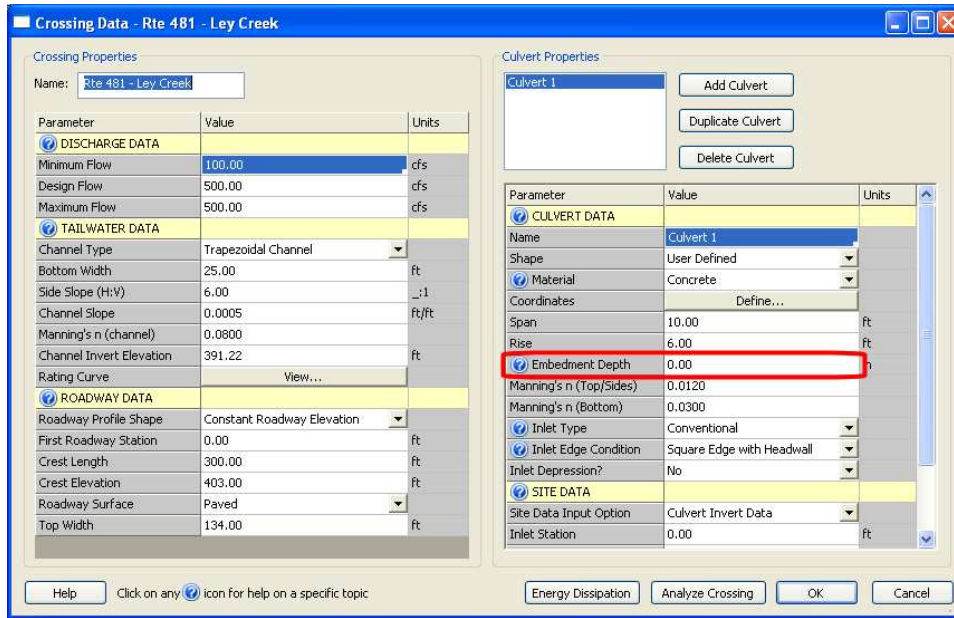 Crossing Data - Rte 481 - Ley Creek
Crossing Properties
Name: Rte 481 - Ley Creek
Parameter Value Units
DISCHARGE DATA
Minimum Flow 100.00 cfs
Design Flow 500.00 cfs
Maximum Flow 500.00 cfs
TAILWATER DATA
Channel Type Trapezoidal Channel
Bottom Width 25.00 ft
Side Slope (H:V) 6.00 _:1
Channel Slope 0.0005 ft/ft
Manning's n (channel) 0.0800
Channel Invert Elevation 391.22 ft
Rating Curve View...
ROADWAY DATA
Roadway Profile Shape Constant Roadway Elevation
First Roadway Station 0.00 ft
Crest Length 300.00 ft
Crest Elevation 403.00 ft
Roadway Surface Paved
Top Width 134.00 ft
Culvert Properties
Culvert 1
Add Culvert
Duplicate Culvert
Delete Culvert
Parameter Value Units
CULVERT DATA
Name Culvert 1
Shape User Defined
Material Concrete
Coordinates Define...
Span 10.00 ft
Rise 6.00 ft
Embedment Depth 0.00
Manning's n (Top/Sides) 0.0120
Manning's n (Bottom) 0.0300
Inlet Type Conventional
Inlet Edge Condition Square Edge with Headwall
Inlet Depression? No
SITE DATA
Site Data Input Option Culvert Invert Data
Inlet Station 0.00 ft
Help Click on any ? icon for help on a specific topic Energy Dissipation Analyze Crossing OK Cancel